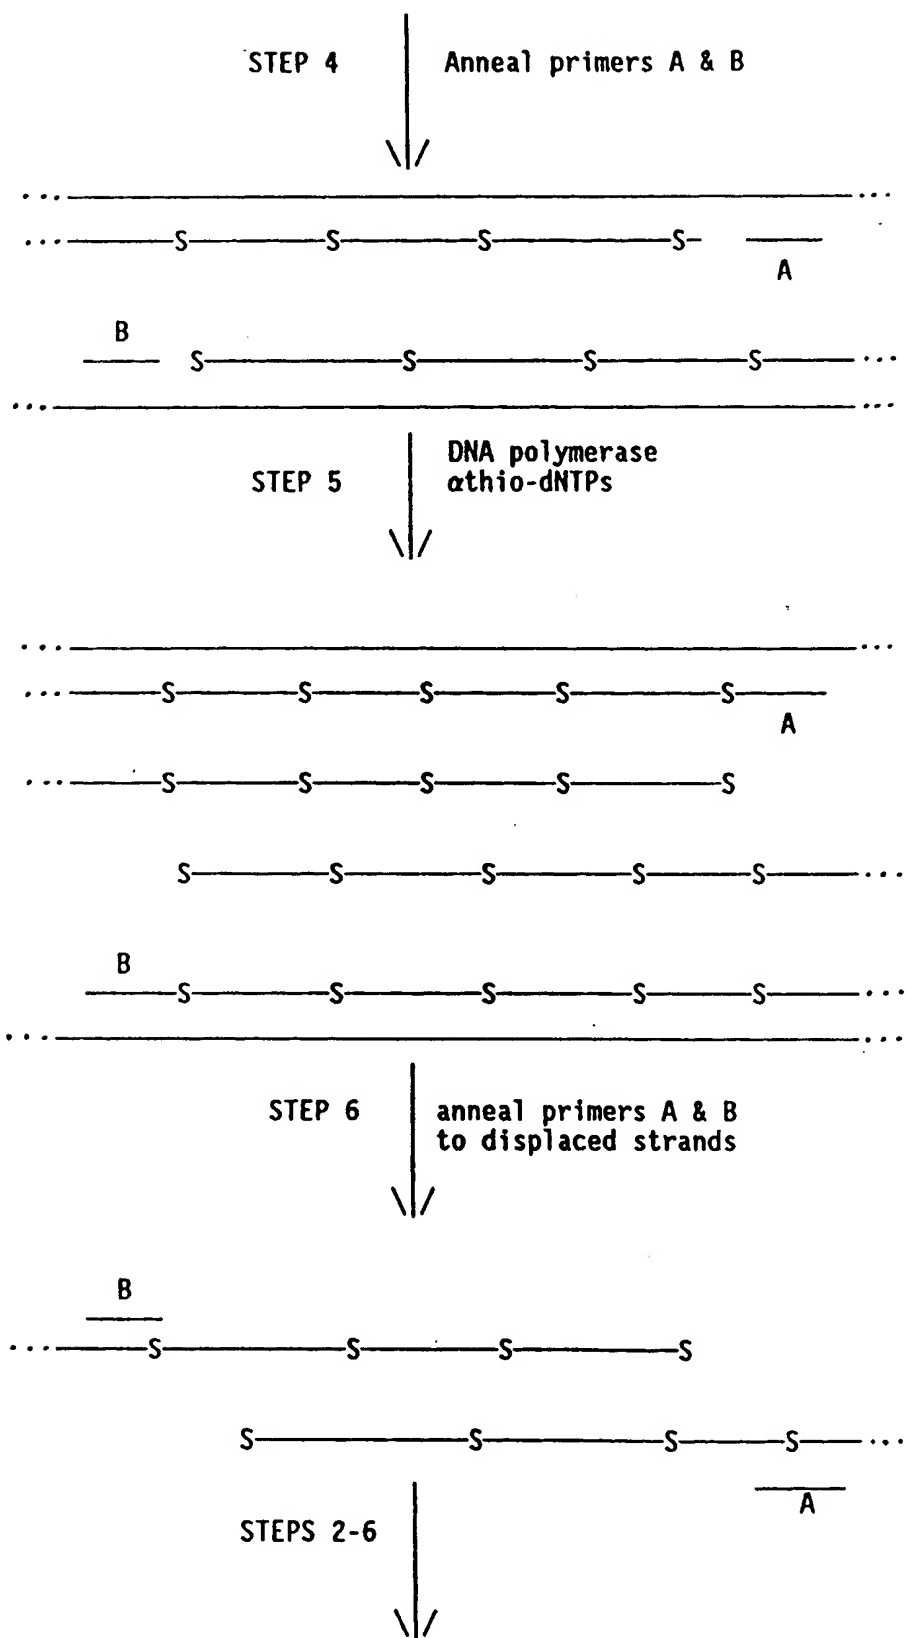 STEP 4 Anneal primers A & B
... ...
...S S S S-
A
B
S S S S ...
... ...
STEP 5 DNA polymerase
αthio-dNTPs
... ...
...S S S S S
A
...S S S S S
S S S S S...
B
S S S S S ...
... ...
STEP 6 anneal primers A & B
to displaced strands
B
...S S S S
S S S S ...
A
STEPS 2-6